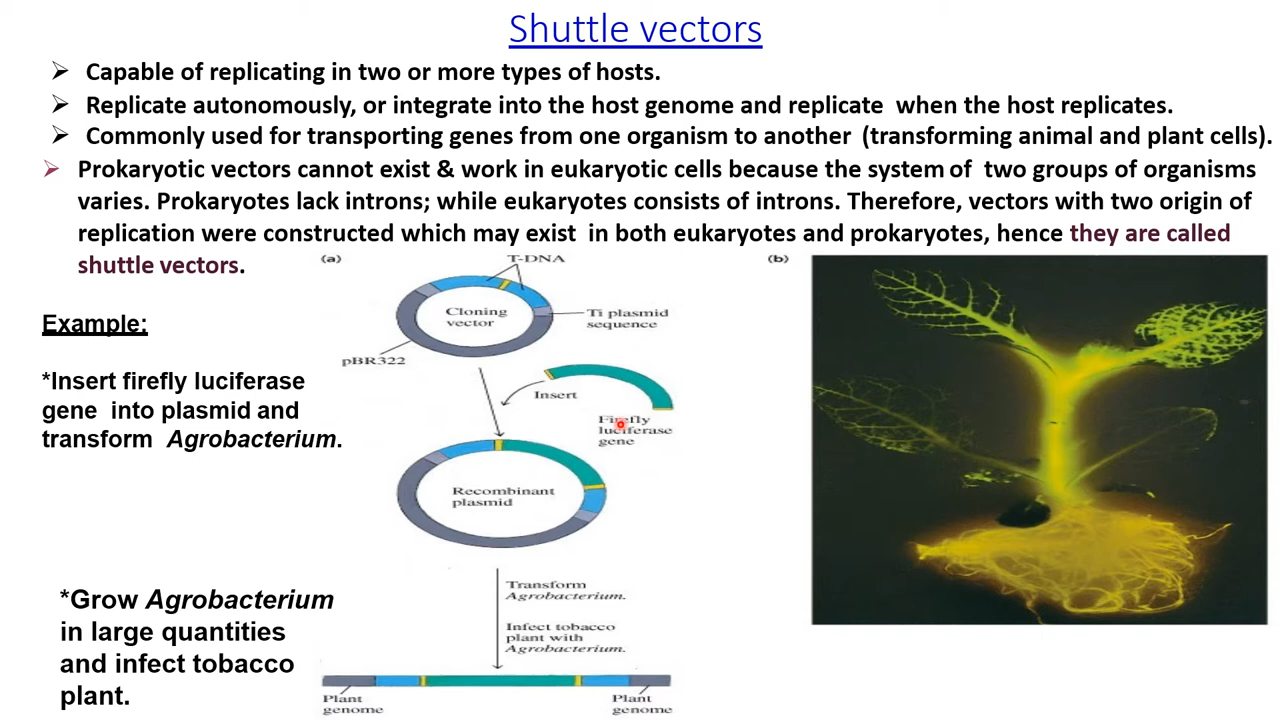 Shuttle vectors
➢ Capable of replicating in two or more types of hosts.
➢ Replicate autonomously, or integrate into the host genome and replicate when the host replicates.
➢ Commonly used for transporting genes from one organism to another (transforming animal and plant cells).
➢ Prokaryotic vectors cannot exist & work in eukaryotic cells because the system of two groups of organisms
varies. Prokaryotes lack introns; while eukaryotes consists of introns. Therefore, vectors with two origin of
replication were constructed which may exist in both eukaryotes and prokaryotes, hence they are called
shuttle vectors.
Example:
*Insert firefly luciferase
gene into plasmid and
transform Agrobacterium.
*Grow Agrobacterium
in large quantities
and infect tobacco
plant.
(a)
T-DNA
Cloning
vector
Ti plasmid
sequence
pBR322
Insert
Firefly
luciferase
gene
Recombinant
plasmid
Transform
Agrobacterium.
Infect tobacco
plant with
Agrobacterium.
Plant
genome
Plant
genome
(b)